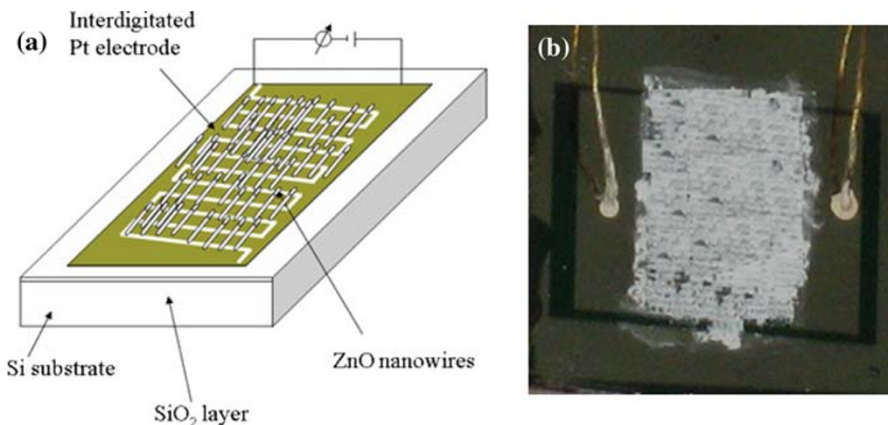 (a)
Interdigitated
Pt electrode
Si substrate
SiO₂ layer
ZnO nanowires
(b)